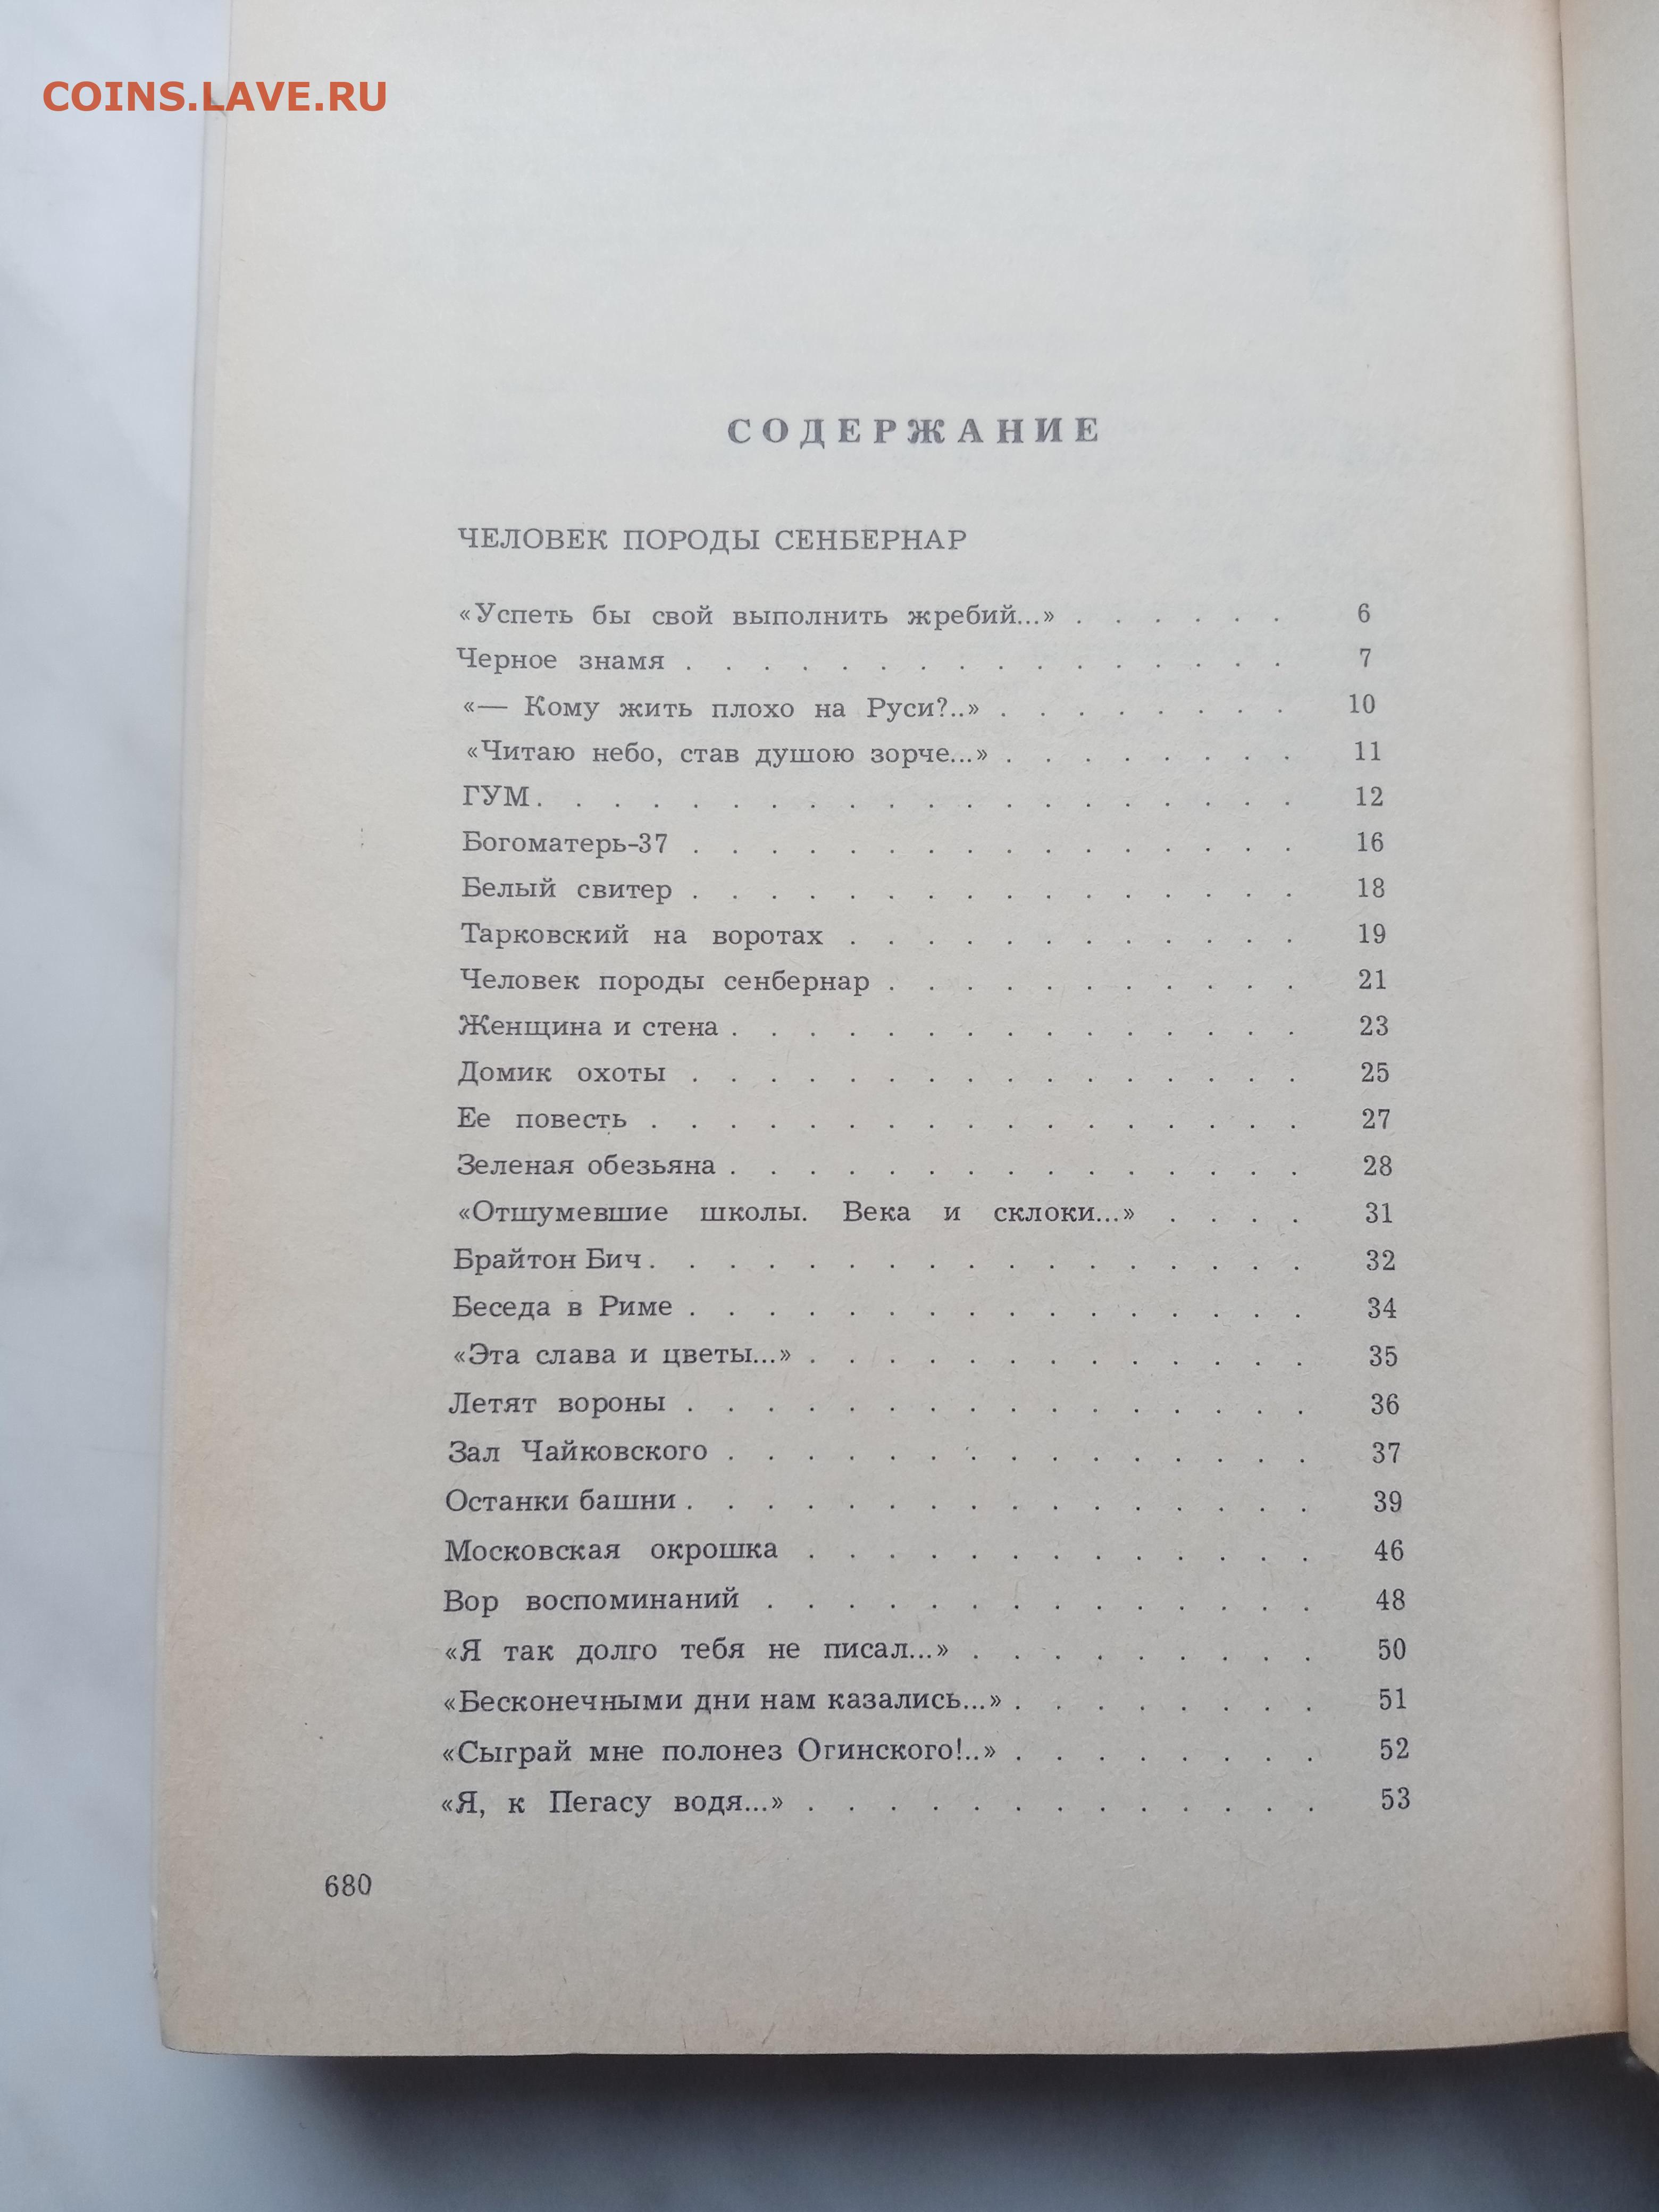 COINS.LAVE.RU
СОДЕРЖАНИЕ
ЧЕЛОВЕК ПОРОДЫ СЕНБЕРНАР
«Успеть бы свой выполнить жребий...» . . . . . . 6
Черное знамя . . . . . . . . . . . . . . . . 7
«— Кому жить плохо на Руси?..» . . . . . . . . 10
«Читаю небо, став душою зорче...» . . . . . . . . 11
ГУМ . . . . . . . . . . . . . . . . . . . . 12
Богоматерь-37 . . . . . . . . . . . . . . . . 16
Белый свитер . . . . . . . . . . . . . . . . 18
Тарковский на воротах . . . . . . . . . . . . 19
Человек породы сенбернар . . . . . . . . . . . 21
Женщина и стена . . . . . . . . . . . . . . . 23
Домик охоты . . . . . . . . . . . . . . . . 25
Ее повесть . . . . . . . . . . . . . . . . . 27
Зеленая обезьяна . . . . . . . . . . . . . . . 28
«Отшумевшие школы. Века и склоки...» . . . . 31
Брайтон Бич . . . . . . . . . . . . . . . . . 32
Беседа в Риме . . . . . . . . . . . . . . . . 34
«Эта слава и цветы...» . . . . . . . . . . . . . 35
Летят вороны . . . . . . . . . . . . . . . . 36
Зал Чайковского . . . . . . . . . . . . . . . 37
Останки башни . . . . . . . . . . . . . . . . 39
Московская окрошка . . . . . . . . . . . . . 46
Вор воспоминаний . . . . . . . . . . . . . . 48
«Я так долго тебя не писал...» . . . . . . . . . 50
«Бесконечными дни нам казались...» . . . . . . . . 51
«Сыграй мне полонез Огинского!..» . . . . . . . . 52
«Я, к Пегасу водя...» . . . . . . . . . . . . . 53
680